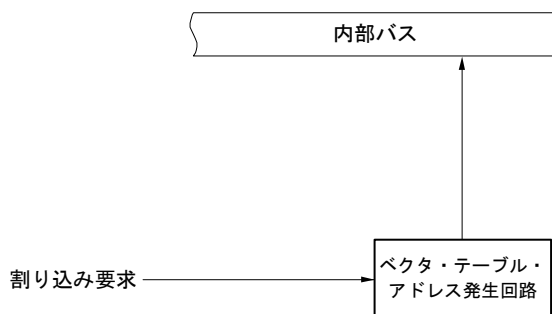 内部バス
割り込み要求
ベクタ・テーブル・
アドレス発生回路